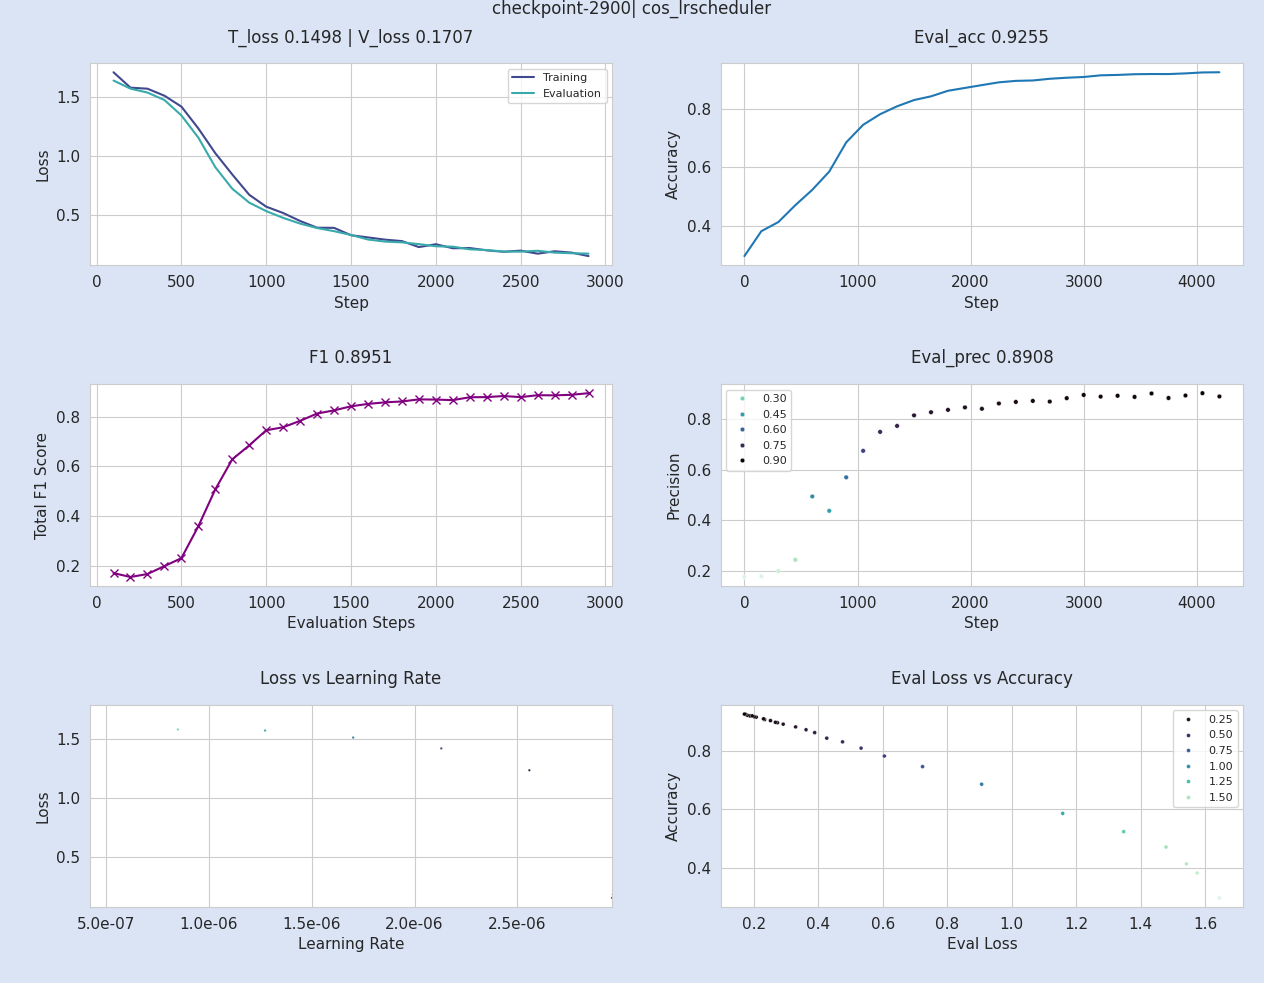 checkpoint-2900| cos_lrscheduler
T_loss 0.1498 | V_loss 0.1707
Training
Evaluation
1.5
1.0
0.5
Loss
0 500 1000 1500 2000 2500 3000
Step
Eval_acc 0.9255
0.8
0.6
0.4
Accuracy
0 1000 2000 3000 4000
Step
F1 0.8951
0.8
0.6
0.4
0.2
Total F1 Score
0 500 1000 1500 2000 2500 3000
Evaluation Steps
Eval_prec 0.8908
0.30
0.45
0.60
0.75
0.90
0.8
0.6
0.4
0.2
Precision
0 1000 2000 3000 4000
Step
Loss vs Learning Rate
1.5
1.0
0.5
Loss
5.0e-07 1.0e-06 1.5e-06 2.0e-06 2.5e-06
Learning Rate
Eval Loss vs Accuracy
0.25
0.50
0.75
1.00
1.25
1.50
0.8
0.6
0.4
Accuracy
0.2 0.4 0.6 0.8 1.0 1.2 1.4 1.6
Eval Loss